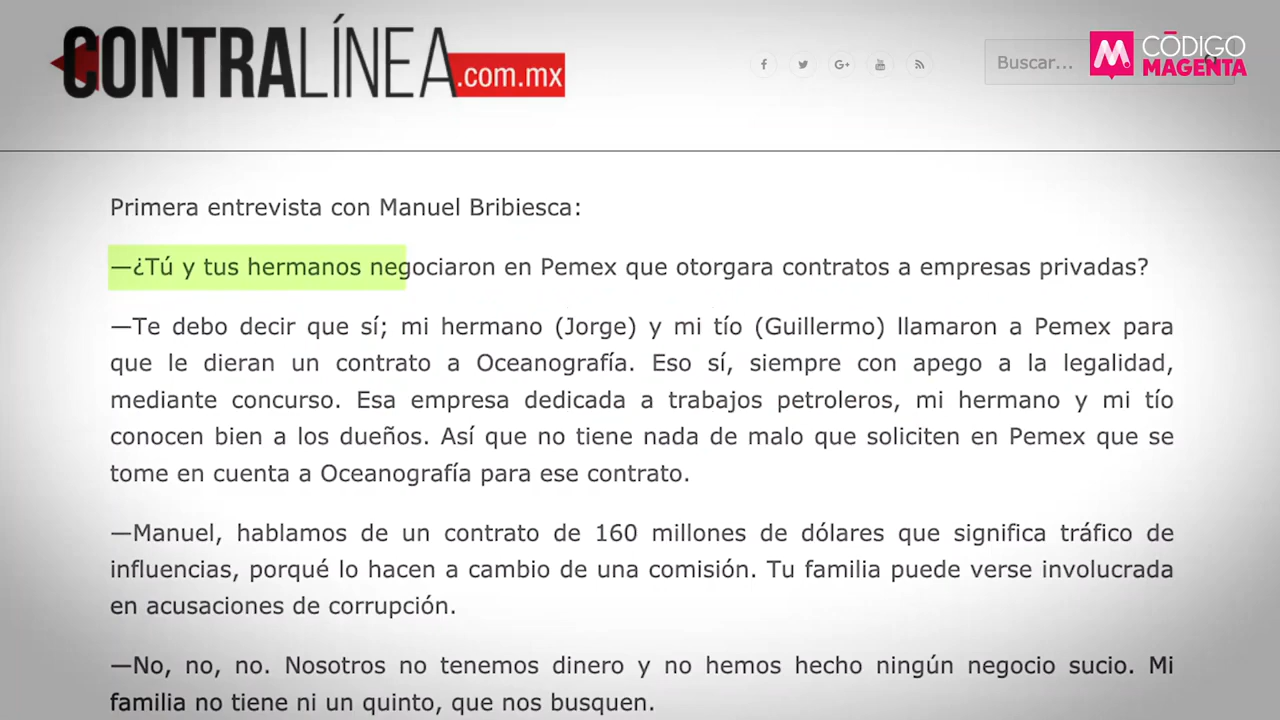 CONTRALÍNEA.com.mx
Buscar...
CÓDIGO
MAGENTA
Primera entrevista con Manuel Bribiesca:
—¿Tú y tus hermanos negociaron en Pemex que otorgara contratos a empresas privadas?
—Te debo decir que sí; mi hermano (Jorge) y mi tío (Guillermo) llamaron a Pemex para
que le dieran un contrato a Oceanografía. Eso sí, siempre con apego a la legalidad,
mediante concurso. Esa empresa dedicada a trabajos petroleros, mi hermano y mi tío
conocen bien a los dueños. Así que no tiene nada de malo que soliciten en Pemex que se
tome en cuenta a Oceanografía para ese contrato.
—Manuel, hablamos de un contrato de 160 millones de dólares que significa tráfico de
influencias, porqué lo hacen a cambio de una comisión. Tu familia puede verse involucrada
en acusaciones de corrupción.
—No, no, no. Nosotros no tenemos dinero y no hemos hecho ningún negocio sucio. Mi
familia no tiene ni un quinto, que nos busquen.